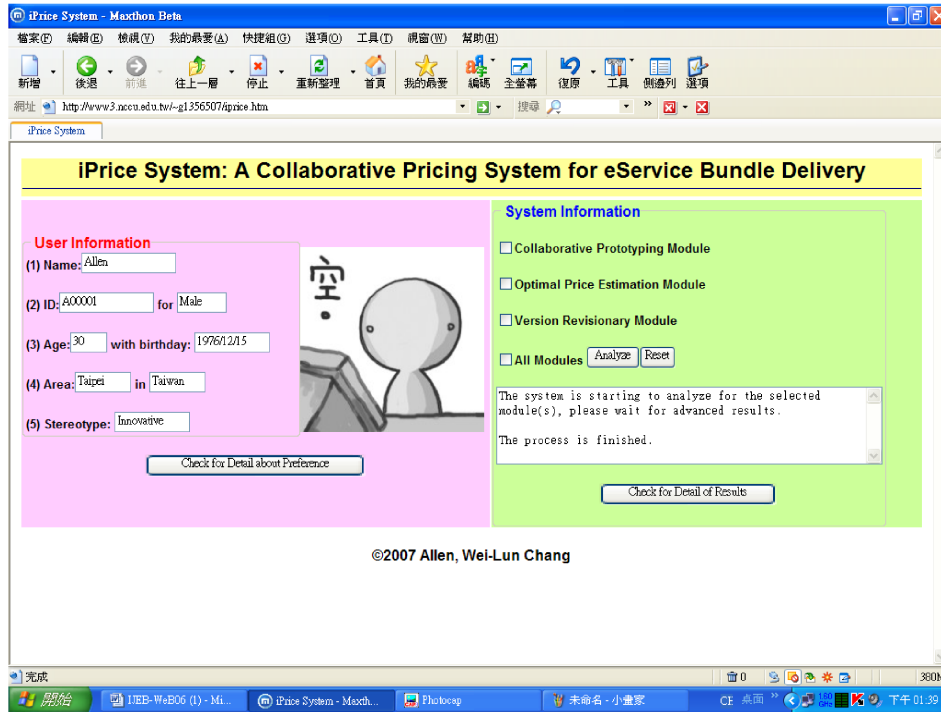 iPrice System - Maxthon Beta
檔案(F) 編輯(E) 檢視(V) 我的最愛(A) 快捷組(G) 選項(O) 工具(T) 視窗(W) 幫助(H)
新增 後退 前進 往上一層 停止 重新整理 首頁 我的最愛 編碼 全螢幕 復原 工具 側邊列 選項
網址 http://www3.nccu.edu.tw/~g1356507/iprice.htm 搜尋 »
iPrice System
iPrice System: A Collaborative Pricing System for eService Bundle Delivery
User Information
(1) Name: Allen
(2) ID: A00001 for Male
(3) Age: 30 with birthday: 1976/12/15
(4) Area: Taipei in Taiwan
(5) Stereotype: Innovative
Check for Detail about Preference
空.
System Information
Collaborative Prototyping Module
Optimal Price Estimation Module
Version Revisionary Module
All Modules Analyze Reset
The system is starting to analyze for the selected
module(s), please wait for advanced results.
The process is finished.
Check for Detail of Results
©2007 Allen, Wei-Lun Chang
完成 0 380M
開始 IJEB-WeB06 (1) - Mi... iPrice System - Maxth... Photocap 未命名 - 小畫家 CH 桌面 » 下午 01:39